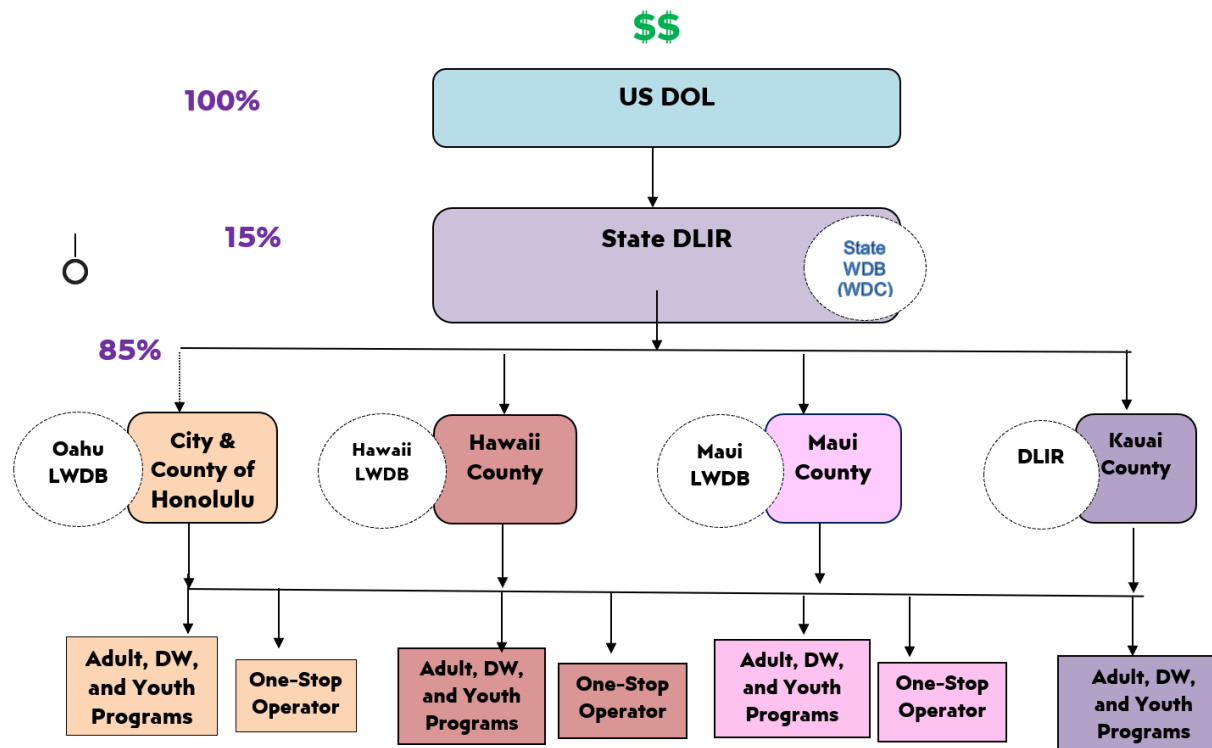 $$
100%
US DOL
15%
State DLIR
State
WDB
(WDC)
85%
Oahu
LWDB
City &
County of
Honolulu
Hawaii
LWDB
Hawaii
County
Maui
LWDB
Maui
County
DLIR
Kauai
County
Adult, DW,
and Youth
Programs
One-Stop
Operator
Adult, DW,
and Youth
Programs
One-Stop
Operator
Adult, DW,
and Youth
Programs
One-Stop
Operator
Adult, DW,
and Youth
Programs